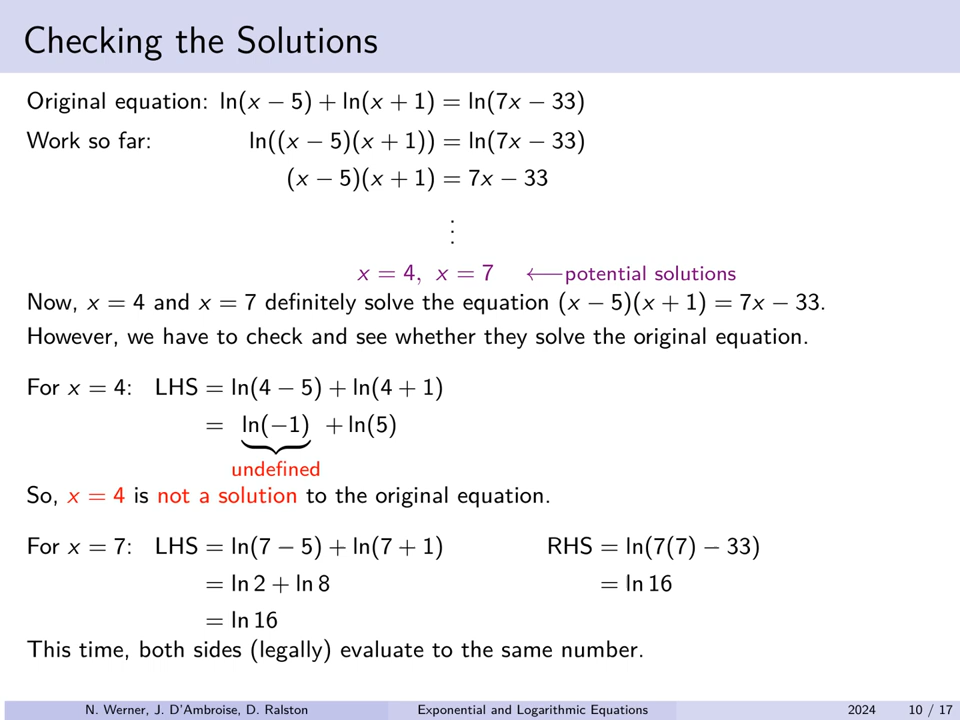 Checking the Solutions
Original equation: ln(x − 5) + ln(x + 1) = ln(7x − 33)
Work so far: ln((x − 5)(x + 1)) = ln(7x − 33)
(x − 5)(x + 1) = 7x − 33
⋮
x = 4, x = 7 ⟵potential solutions
Now, x = 4 and x = 7 definitely solve the equation (x − 5)(x + 1) = 7x − 33.
However, we have to check and see whether they solve the original equation.
For x = 4: LHS = ln(4 − 5) + ln(4 + 1)
= ln(−1) + ln(5)
undefined
So, x = 4 is not a solution to the original equation.
For x = 7: LHS = ln(7 − 5) + ln(7 + 1) RHS = ln(7(7) − 33)
= ln 2 + ln 8 = ln 16
= ln 16
This time, both sides (legally) evaluate to the same number.
N. Werner, J. D'Ambroise, D. Ralston Exponential and Logarithmic Equations 2024 10 / 17